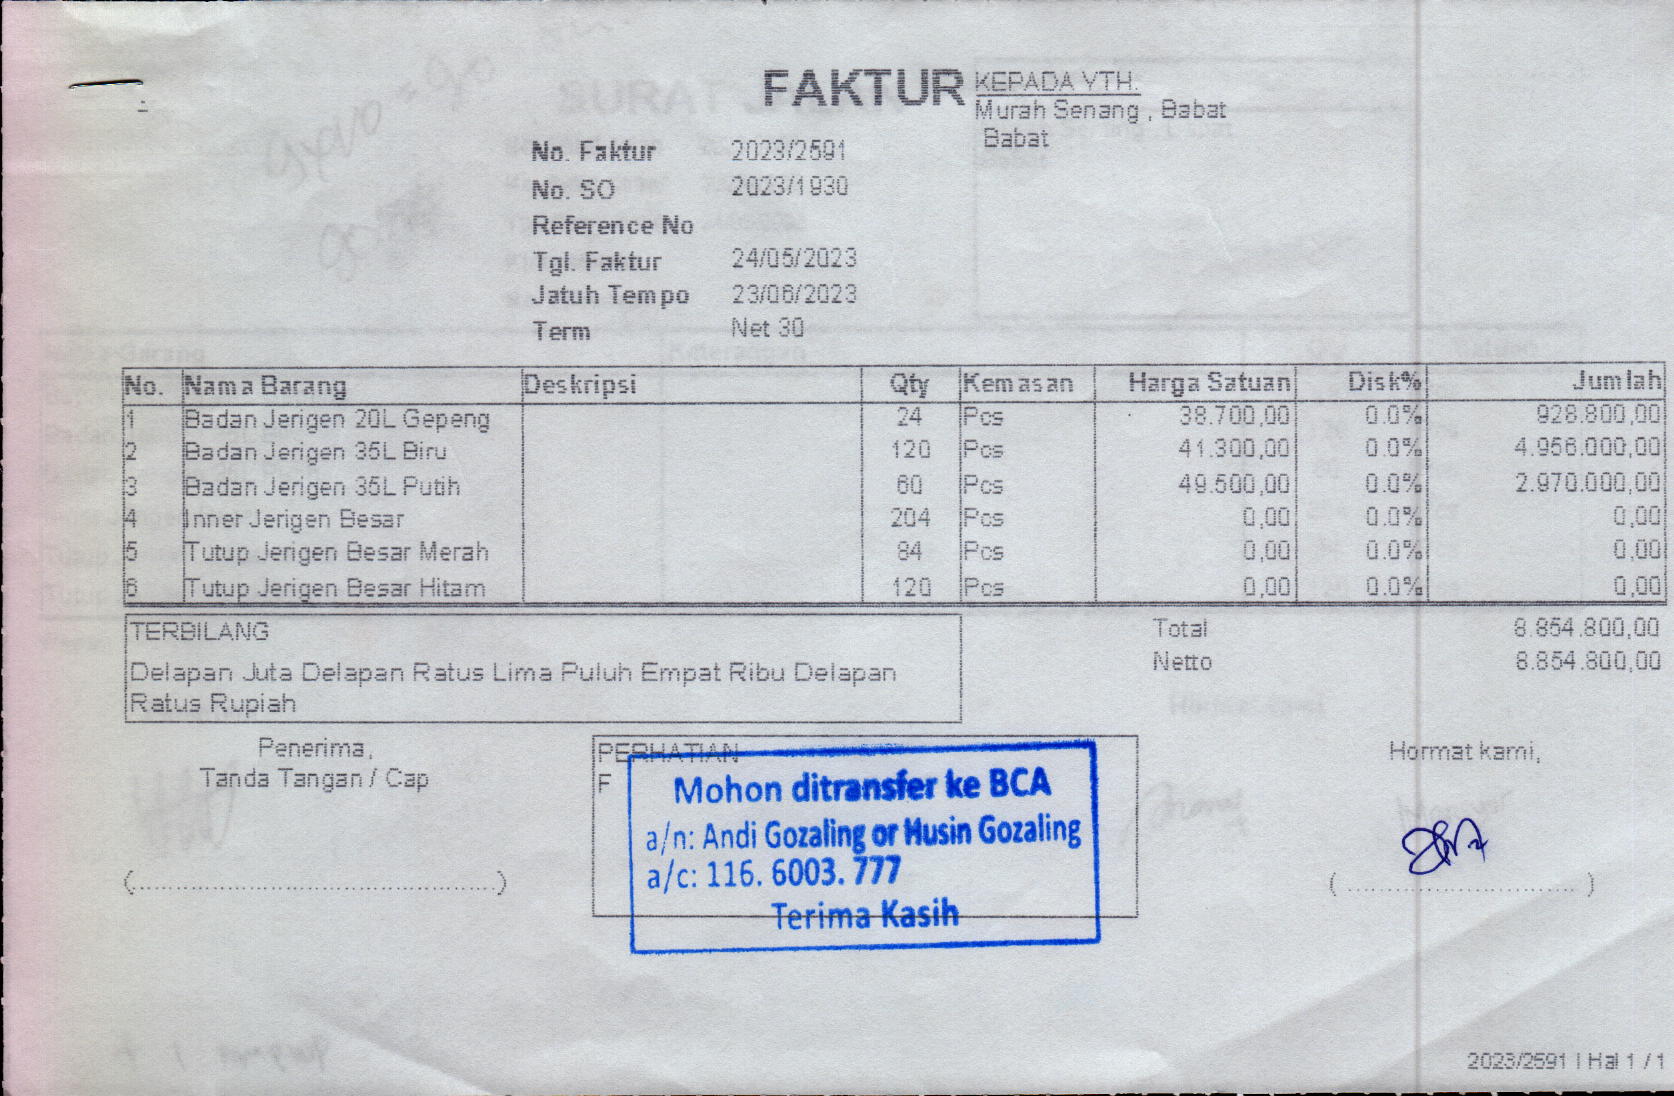 FAKTUR
KEPADA YTH.
Murah Senang , Babat
Babat
No. Faktur 2023/2591
No. SO 2023/1930
Reference No
Tgl. Faktur 24/05/2023
Jatuh Tempo 23/06/2023
Term Net 30
No. Nama Barang Deskripsi Qty Kemasan Harga Satuan Disk% Jumlah
1 Badan Jerigen 20L Gepeng 24 Pcs 38.700,00 0.0% 928.800,00
2 Badan Jerigen 35L Biru 120 Pcs 41.300,00 0.0% 4.956.000,00
3 Badan Jerigen 35L Putih 60 Pcs 49.500,00 0.0% 2.970.000,00
4 Inner Jerigen Besar 204 Pcs 0,00 0.0% 0,00
5 Tutup Jerigen Besar Merah 84 Pcs 0,00 0.0% 0,00
6 Tutup Jerigen Besar Hitam 120 Pcs 0,00 0.0% 0,00
TERBILANG
Delapan Juta Delapan Ratus Lima Puluh Empat Ribu Delapan
Ratus Rupiah
Total 8.854.800,00
Netto 8.854.800,00
Penerima,
Tanda Tangan / Cap
(..............................................)
PERHATIAN
F
Mohon ditransfer ke BCA
a/n: Andi Gozaling or Husin Gozaling
a/c: 116. 6003. 777
Terima Kasih
Hormat kami,
( ............................. )
2023/2591 | Hal 1 / 1